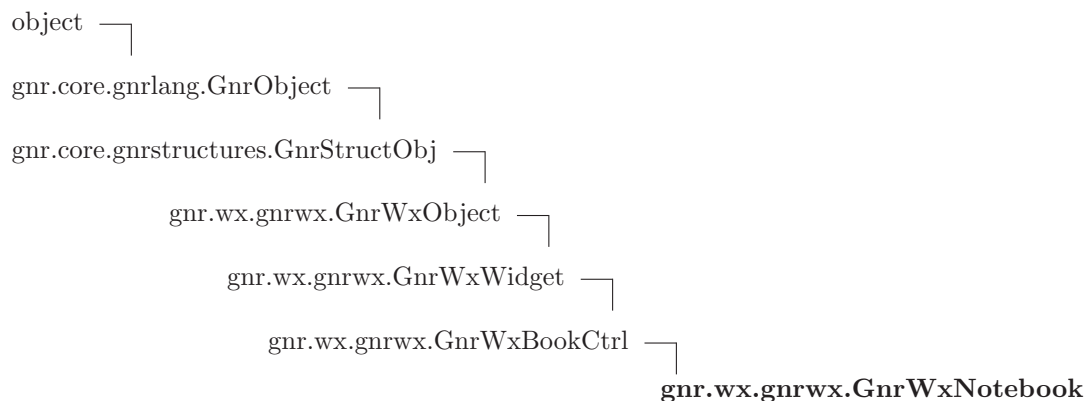 object
gnr.core.gnrlang.GnrObject
gnr.core.gnrstructures.GnrStructObj
gnr.wx.gnrwx.GnrWxObject
gnr.wx.gnrwx.GnrWxWidget
gnr.wx.gnrwx.GnrWxBookCtrl
gnr.wx.gnrwx.GnrWxNotebook